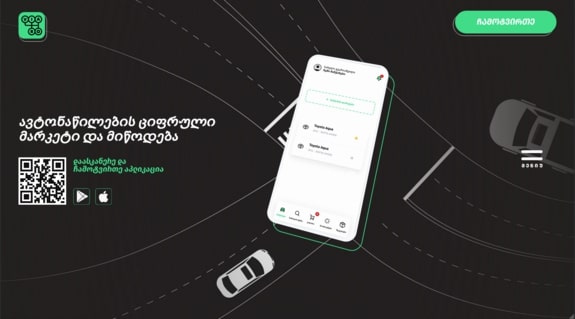 ჩამოტვირთე
ავტონაწილების ციფრული
მარკეტი და მიწოდება
დაასკანერე და
ჩამოტვირთე აპლიკაცია
Toyota Aqua
Toyota Aqua
მენიუ